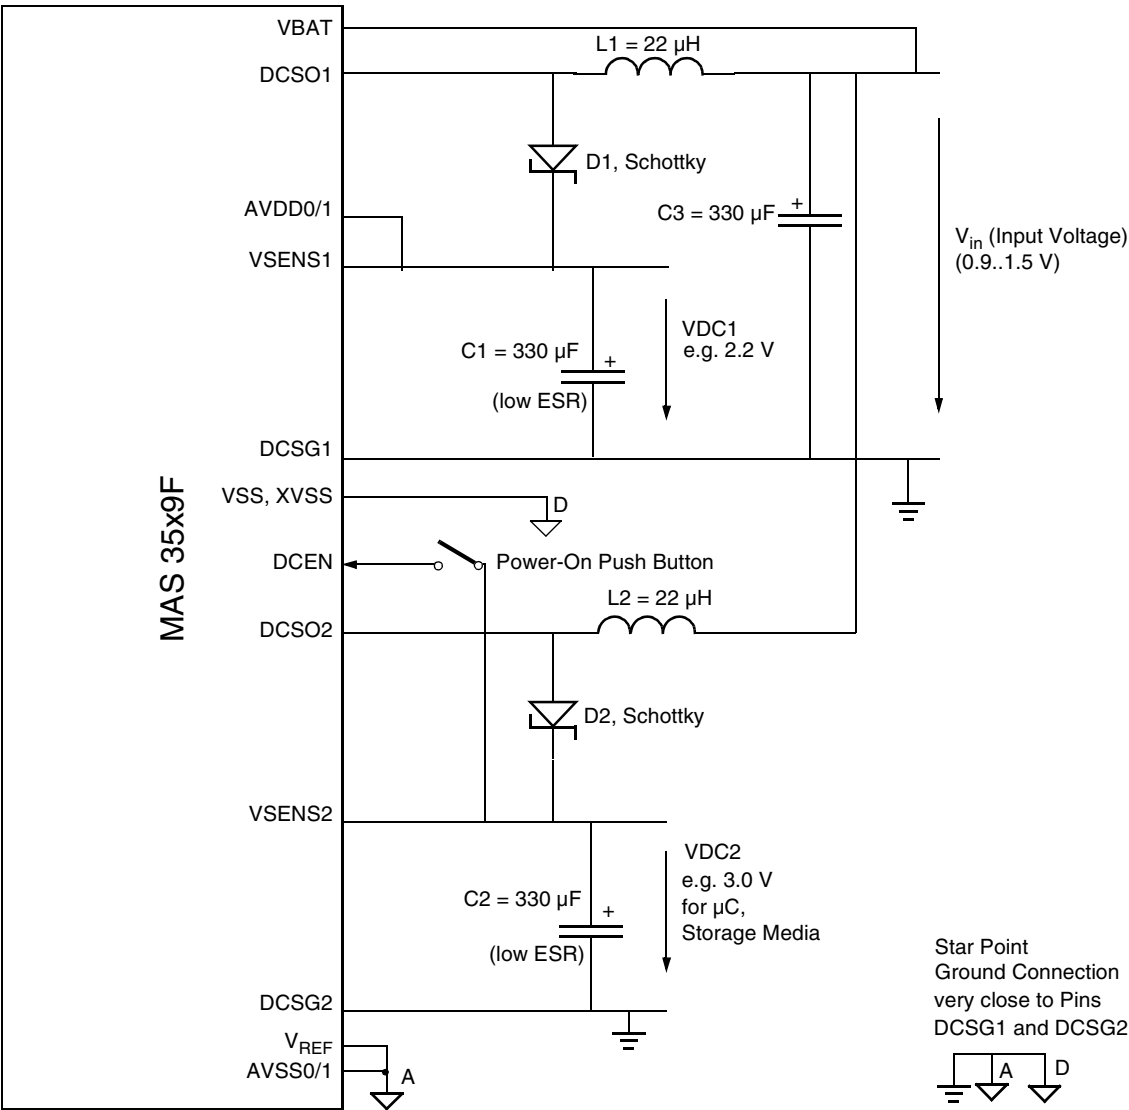 VBAT
L1 = 22 µH
DCSO1
D1, Schottky
AVDD0/1
C3 = 330 µF
+
Vin (Input Voltage)
(0.9..1.5 V)
VSENS1
VDC1
e.g. 2.2 V
C1 = 330 µF
+
(low ESR)
DCSG1
VSS, XVSS
D
MAS 35x9F
DCEN
Power-On Push Button
L2 = 22 µH
DCSO2
D2, Schottky
VSENS2
VDC2
e.g. 3.0 V
for µC,
Storage Media
C2 = 330 µF
+
(low ESR)
DCSG2
VREF
AVSS0/1
A
Star Point
Ground Connection
very close to Pins
DCSG1 and DCSG2
A
D